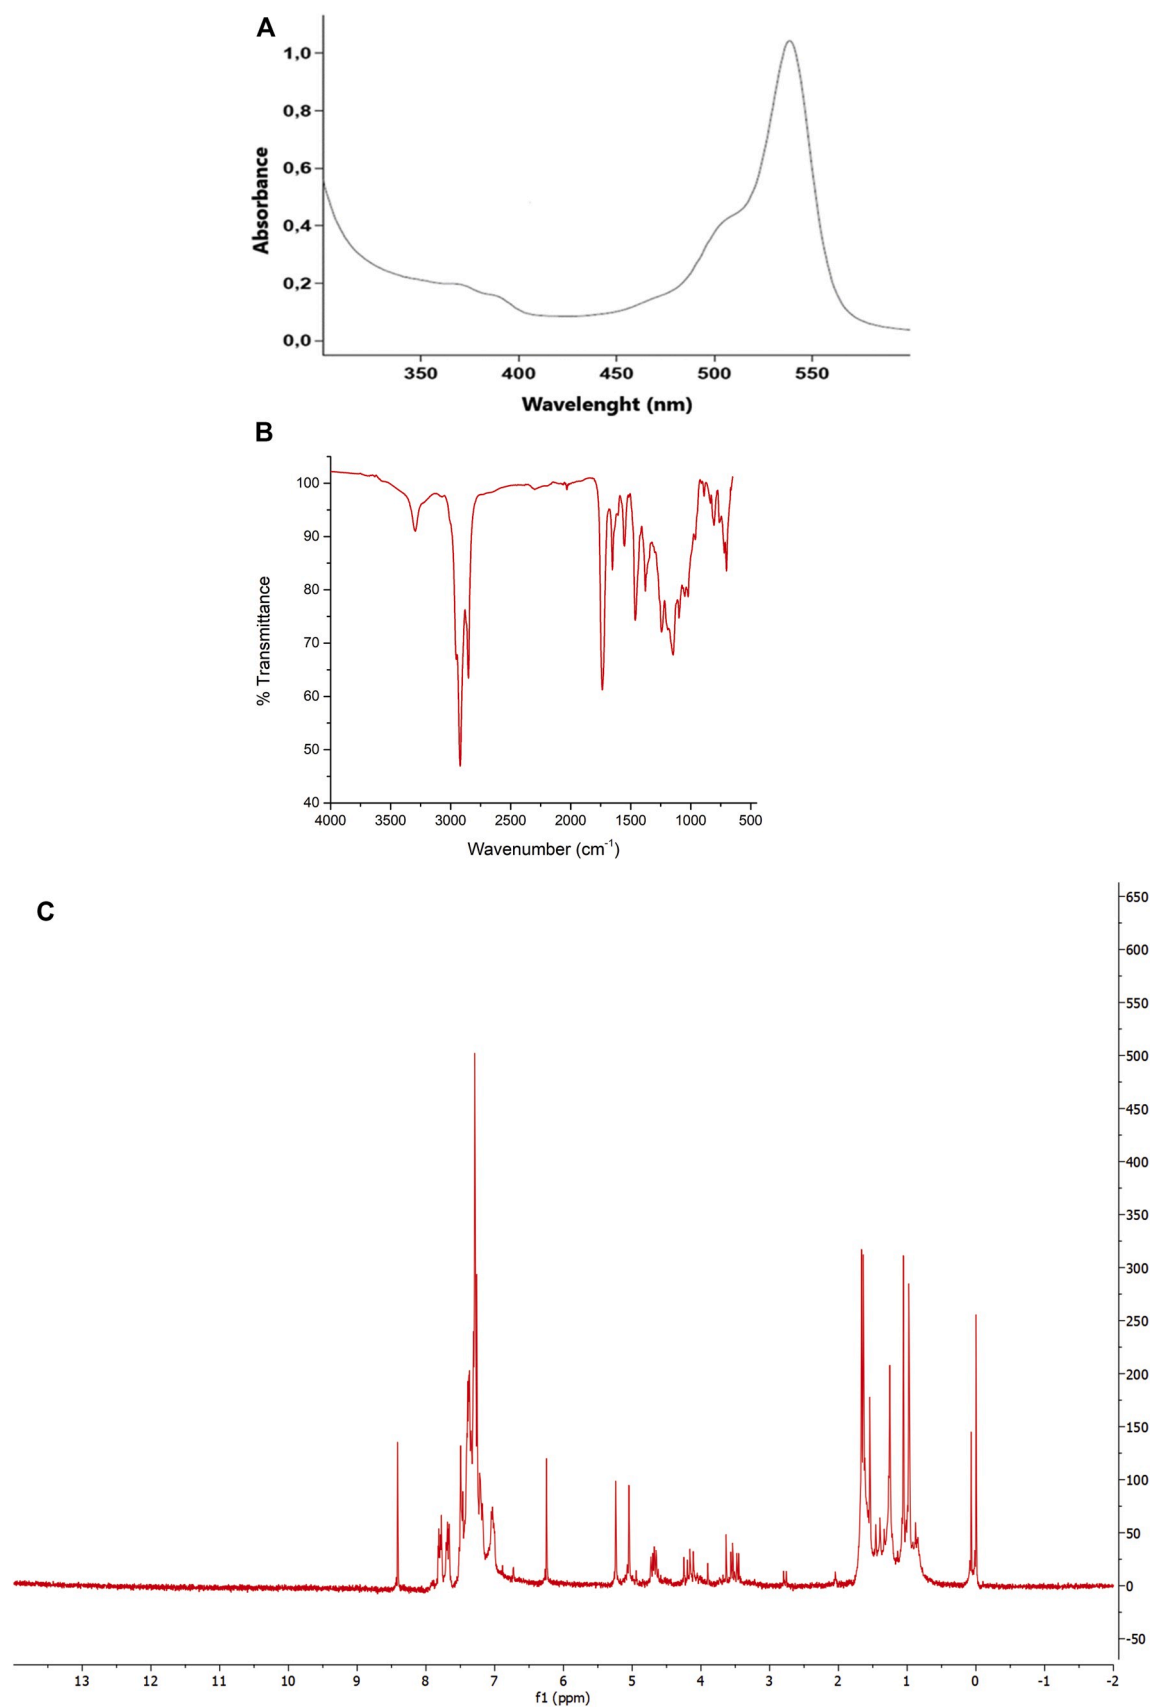 A
1,0
0,8
0,6
0,4
0,2
0,0
Absorbance
350 400 450 500 550
Wavelenght (nm)
B
100
90
80
70
60
50
40
% Transmittance
4000 3500 3000 2500 2000 1500 1000 500
Wavenumber (cm-1)
C
650
600
550
500
450
400
350
300
250
200
150
100
50
0
-50
13 12 11 10 9 8 7 6 5 4 3 2 1 0 -1 -2
f1 (ppm)